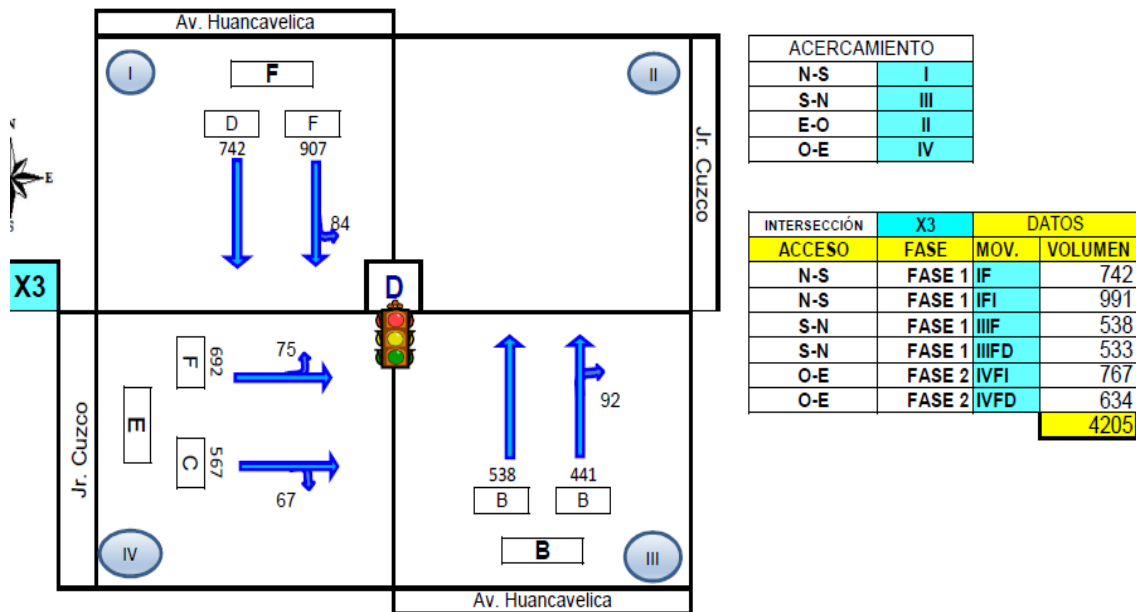 Av. Huancavelica
I
F
II
D F
742 907
84
N
E
S
Jr. Cuzco
X3
D
F
692
75
E
C
567
67
Jr. Cuzco
92
538 441
B B
B
IV
III
Av. Huancavelica
ACERCAMIENTO
N-S I
S-N III
E-O II
O-E IV
INTERSECCIÓN X3 DATOS
ACCESO FASE MOV. VOLUMEN
N-S FASE 1 IF 742
N-S FASE 1 IFI 991
S-N FASE 1 IIIF 538
S-N FASE 1 IIIFD 533
O-E FASE 2 IVFI 767
O-E FASE 2 IVFD 634
4205